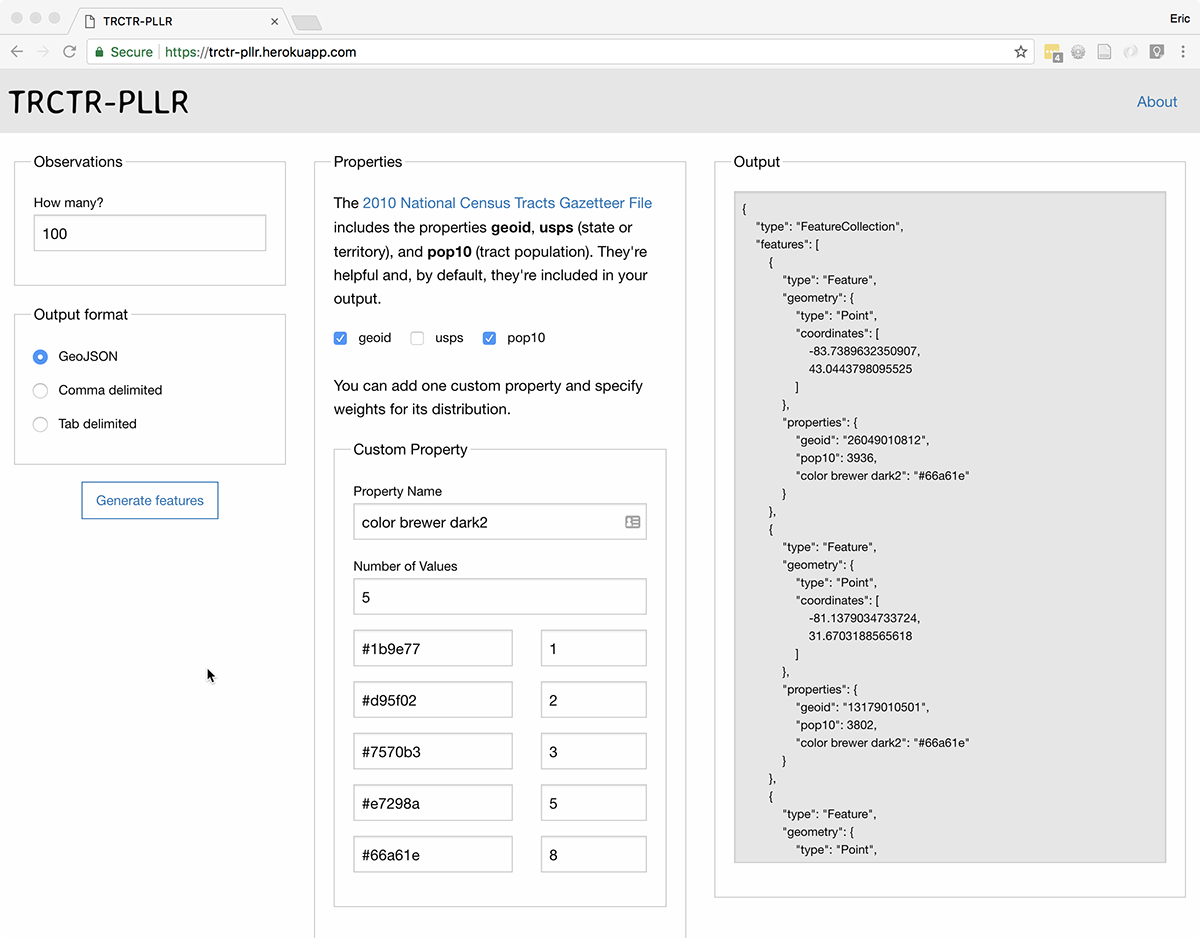 TRCTR-PLLR
Eric
Secure https://trctr-pllr.herokuapp.com
4
TRCTR-PLLR
About
Observations
How many?
100
Output format
GeoJSON
Comma delimited
Tab delimited
Generate features
Properties
The 2010 National Census Tracts Gazetteer File
includes the properties geoid, usps (state or
territory), and pop10 (tract population). They're
helpful and, by default, they're included in your
output.
geoid usps pop10
You can add one custom property and specify
weights for its distribution.
Custom Property
Property Name
color brewer dark2
Number of Values
5
#1b9e77 1
#d95f02 2
#7570b3 3
#e7298a 5
#66a61e 8
Output
{
"type": "FeatureCollection",
"features": [
{
"type": "Feature",
"geometry": {
"type": "Point",
"coordinates": [
-83.7389632350907,
43.0443798095525
]
},
"properties": {
"geoid": "26049010812",
"pop10": 3936,
"color brewer dark2": "#66a61e"
}
},
{
"type": "Feature",
"geometry": {
"type": "Point",
"coordinates": [
-81.1379034733724,
31.6703188565618
]
},
"properties": {
"geoid": "13179010501",
"pop10": 3802,
"color brewer dark2": "#66a61e"
}
},
{
"type": "Feature",
"geometry": {
"type": "Point",